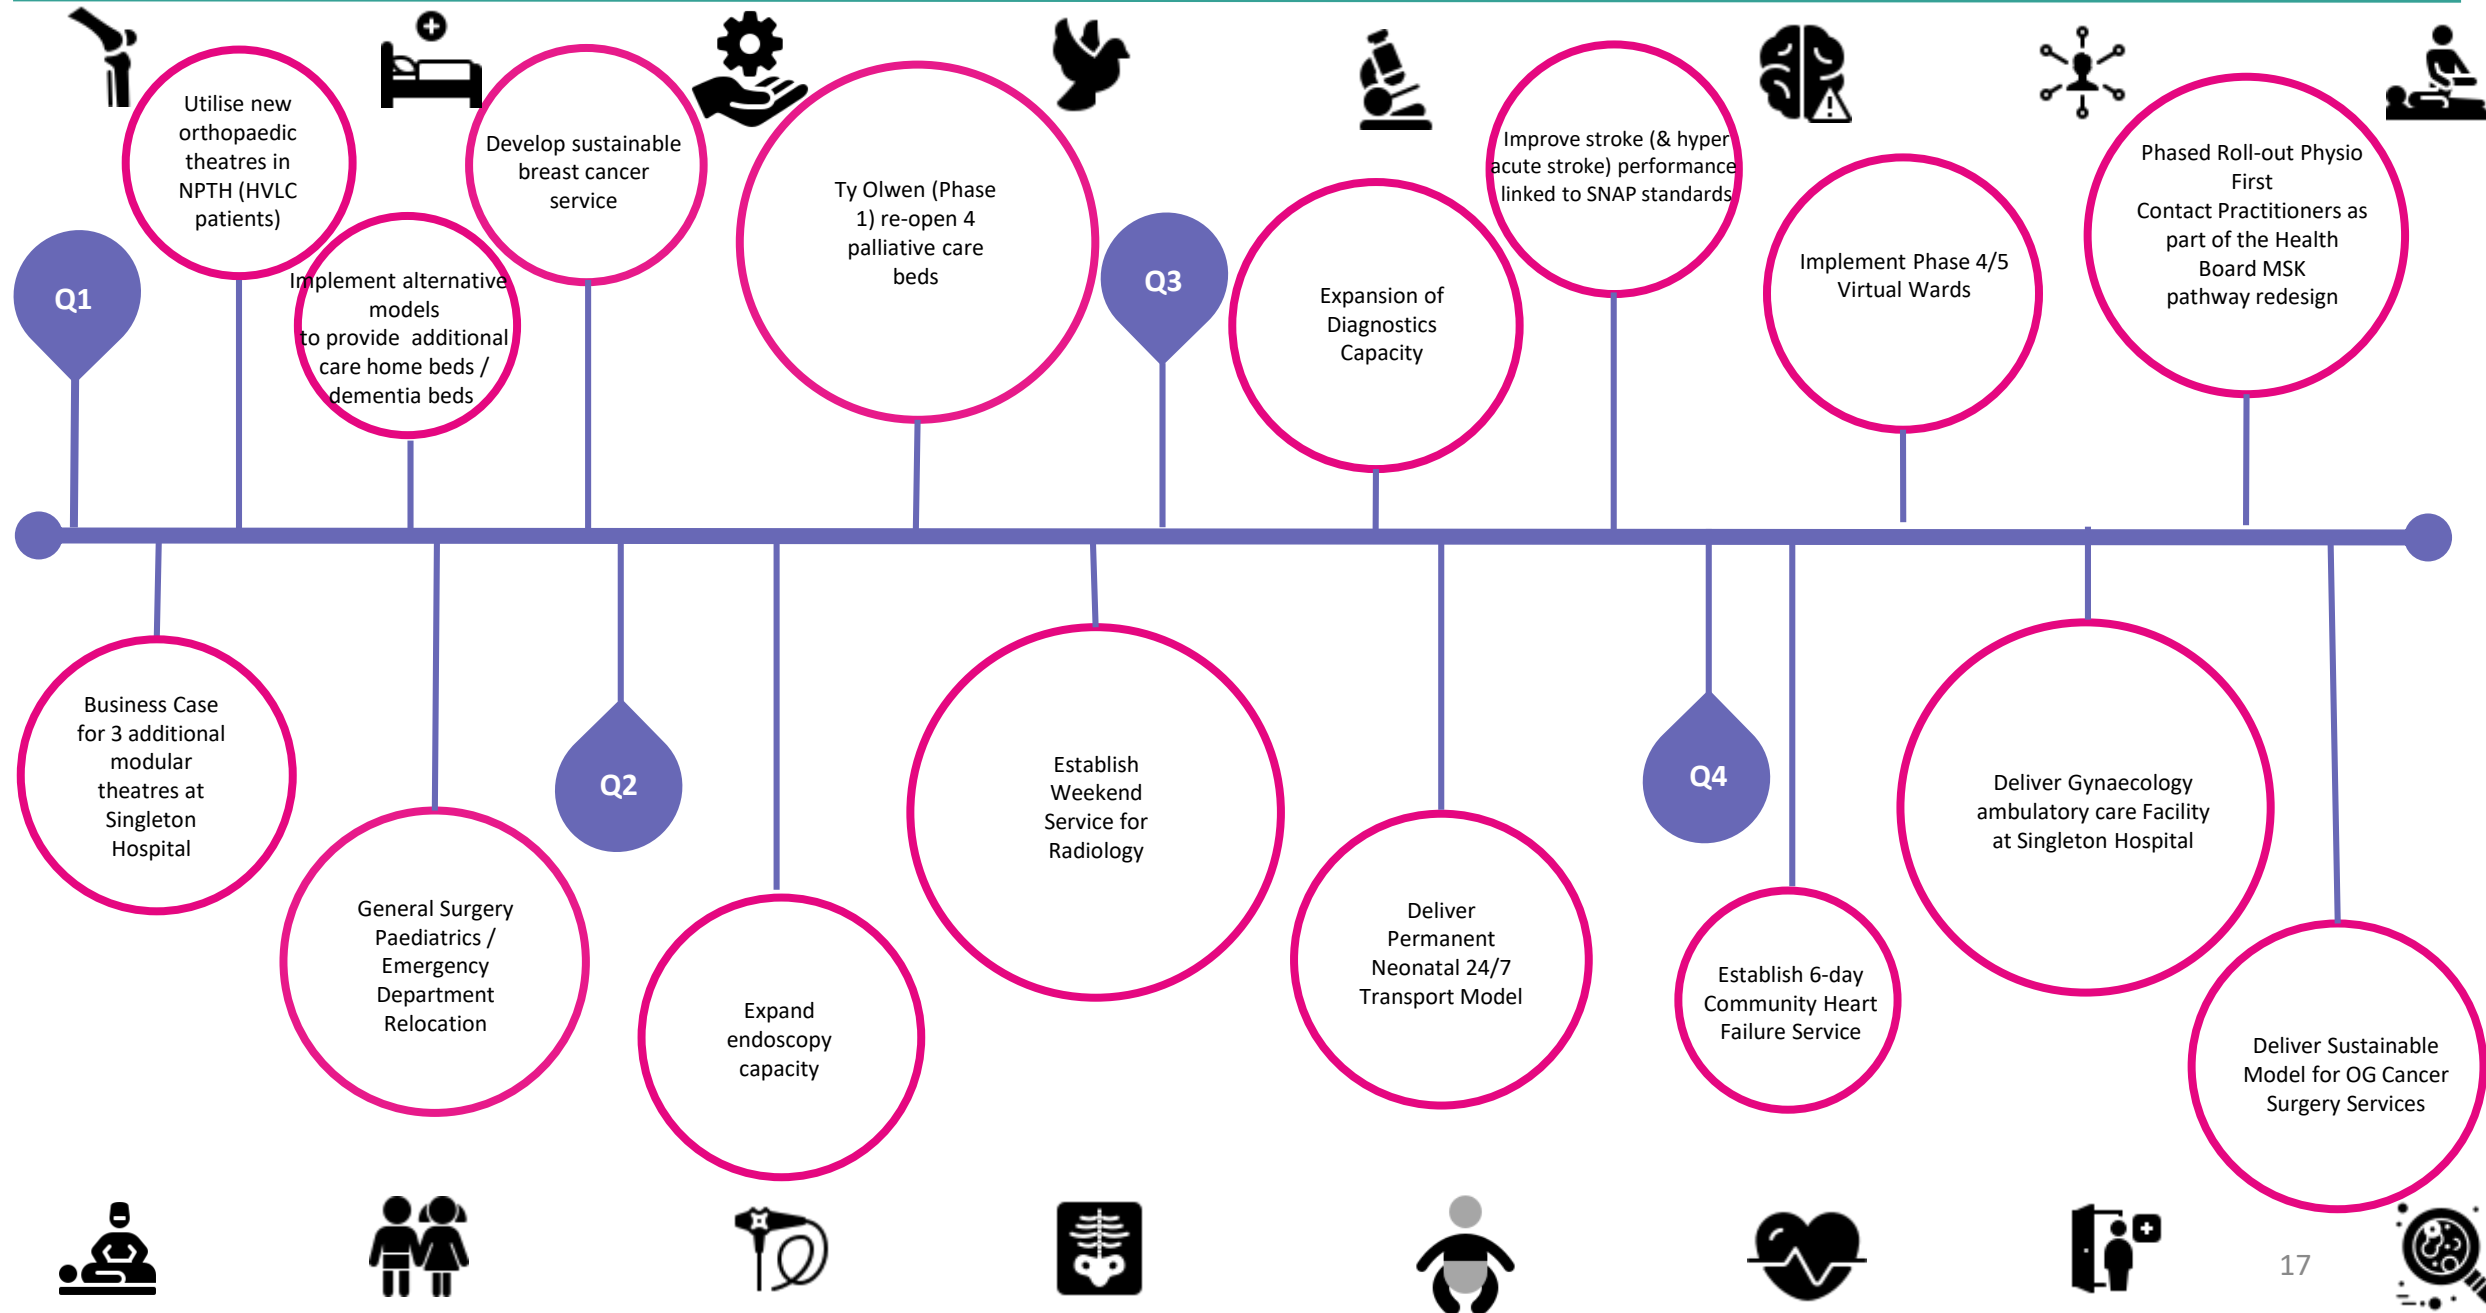 Utilise new
orthopaedic
theatres in
NPTH (HVLC
patients)
Develop sustainable
breast cancer
service
Ty Olwen (Phase
1) re-open 4
palliative care
beds
Improve stroke (& hyper
acute stroke) performance
linked to SNAP standards
Phased Roll-out Physio
First
Contact Practitioners as
part of the Health
Board MSK
pathway redesign
Q1
Implement alternative
models
to provide  additional
care home beds /
dementia beds
Q3
Expansion of
Diagnostics
Capacity
Implement Phase 4/5
Virtual Wards
Business Case
for 3 additional
modular
theatres at
Singleton
Hospital
General Surgery
Paediatrics /
Emergency
Department
Relocation
Q2
Expand
endoscopy
capacity
Establish
Weekend
Service for
Radiology
Deliver
Permanent
Neonatal 24/7
Transport Model
Q4
Establish 6-day
Community Heart
Failure Service
Deliver Gynaecology
ambulatory care Facility
at Singleton Hospital
Deliver Sustainable
Model for OG Cancer
Surgery Services
17